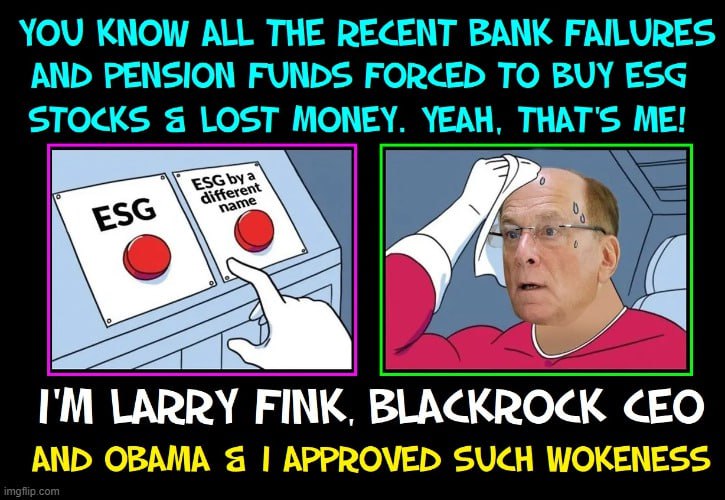 YOU KNOW ALL THE RECENT BANK FAILURES
AND PENSION FUNDS FORCED TO BUY ESG
STOCKS & LOST MONEY. YEAH, THAT'S ME!
ESG
ESG by a
different
name
I'M LARRY FINK, BLACKROCK CEO
AND OBAMA & I APPROVED SUCH WOKENESS
imgflip.com